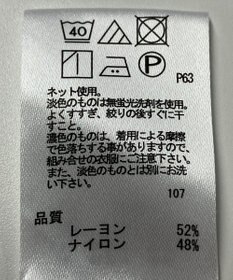 40
P
P63
ネット使用。
淡色のものは無蛍光洗剤を使用。
よくすすぎ、絞りの後すぐに干
すこと。
濃色のものは、着用による摩擦
で色落ちする事がありますので、
組み合せの衣服にご注意下さい。
また、淡色のものとは別にお洗
い下さい。
107
品質
レーヨン 52%
ナイロン 48%